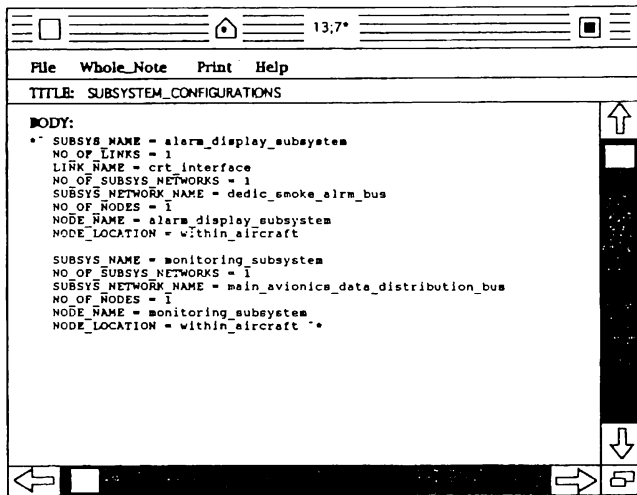 13;7*
File Whole_Note Print Help
TITLE: SUBSYSTEM_CONFIGURATIONS
BODY:
*~ SUBSYS_NAME = alarm_display_subsystem
NO_OF_LINKS = 1
LINK_NAME = crt_interface
NO_OF_SUBSYS_NETWORKS = 1
SUBSYS_NETWORK_NAME = dedic_smoke_alrm_bus
NO_OF_NODES = 1
NODE_NAME = alarm_display_subsystem
NODE_LOCATION = within_aircraft
SUBSYS_NAME = monitoring_subsystem
NO_OF_SUBSYS_NETWORKS = 1
SUBSYS_NETWORK_NAME = main_avionics_data_distribution_bus
NO_OF_NODES = 1
NODE_NAME = monitoring_subsystem
NODE_LOCATION = within_aircraft ~*